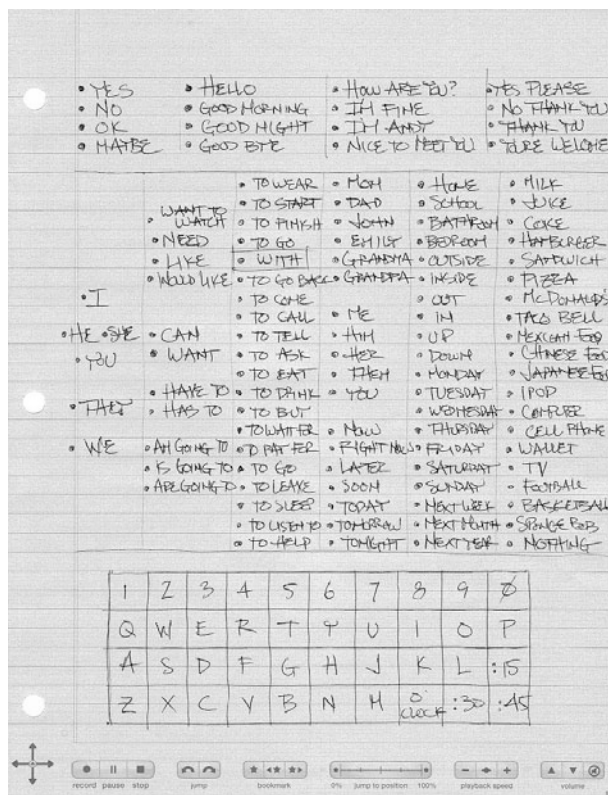 • YES • HELLO • HOW ARE YOU? • YES PLEASE
• NO • GOOD MORNING • I'M FINE • NO THANK YOU
• OK • GOOD NIGHT • I'M ANDY • THANK YOU
• MAYBE • GOOD BYE • NICE TO MEET YOU • YOU'RE WELCOME
• TO WEAR • MOM • HOME • MILK
• WANT TO • TO START • DAD • SCHOOL • JUICE
WATCH • TO FINISH • JOHN • BATHROOM • COKE
• NEED • TO GO • EMILY • BEDROOM • HAMBURGER
• LIKE • WITH • GRANDMA • OUTSIDE • SANDWICH
• WOULD LIKE • TO GO BACK • GRANDPA • INSIDE • PIZZA
• I • TO COME • OUT • McDONALD'S
• TO CALL • ME • IN • TACO BELL
• HE • SHE • CAN • TO TELL • HIM • UP • MEXICAN FOOD
• YOU • WANT • TO ASK • HER • DOWN • CHINESE FOOD
• TO EAT • THEM • MONDAY • JAPANESE FOOD
• HAVE TO • TO DRINK • YOU • TUESDAY • IPOD
• THEY • HAS TO • TO BUY • WEDNESDAY • COMPUTER
• TO WAIT FOR • NOW • THURSDAY • CELL PHONE
• WE • AM GOING TO • TO PAY FOR • RIGHT NOW • FRIDAY • WALLET
• IS GOING TO • TO GO • LATER • SATURDAY • TV
• ARE GOING TO • TO LEAVE • SOON • SUNDAY • FOOTBALL
• TO SLEEP • TODAY • NEXT WEEK • BASKETBALL
• TO LISTEN TO • TOMORROW • NEXT MONTH • SPONGE BOB
• TO HELP • TONIGHT • NEXT YEAR • NOTHING
1 2 3 4 5 6 7 8 9 Ø
Q W E R T Y U I O P
A S D F G H J K L :15
Z X C V B N M O'CLOCK :30 :45
record pause stop jump bookmark 0% jump to position 100% playback speed volume